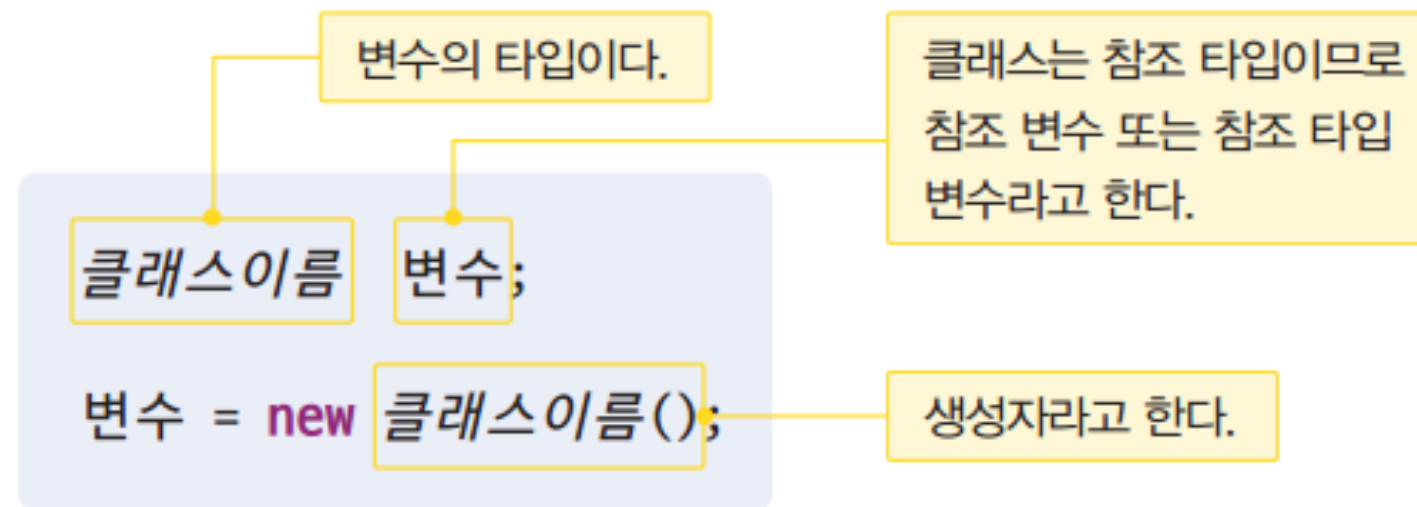 변수의 타입이다.
클래스는 참조 타입이므로
참조 변수 또는 참조 타입
변수라고 한다.
클래스이름 변수;
변수 = new 클래스이름();
생성자라고 한다.